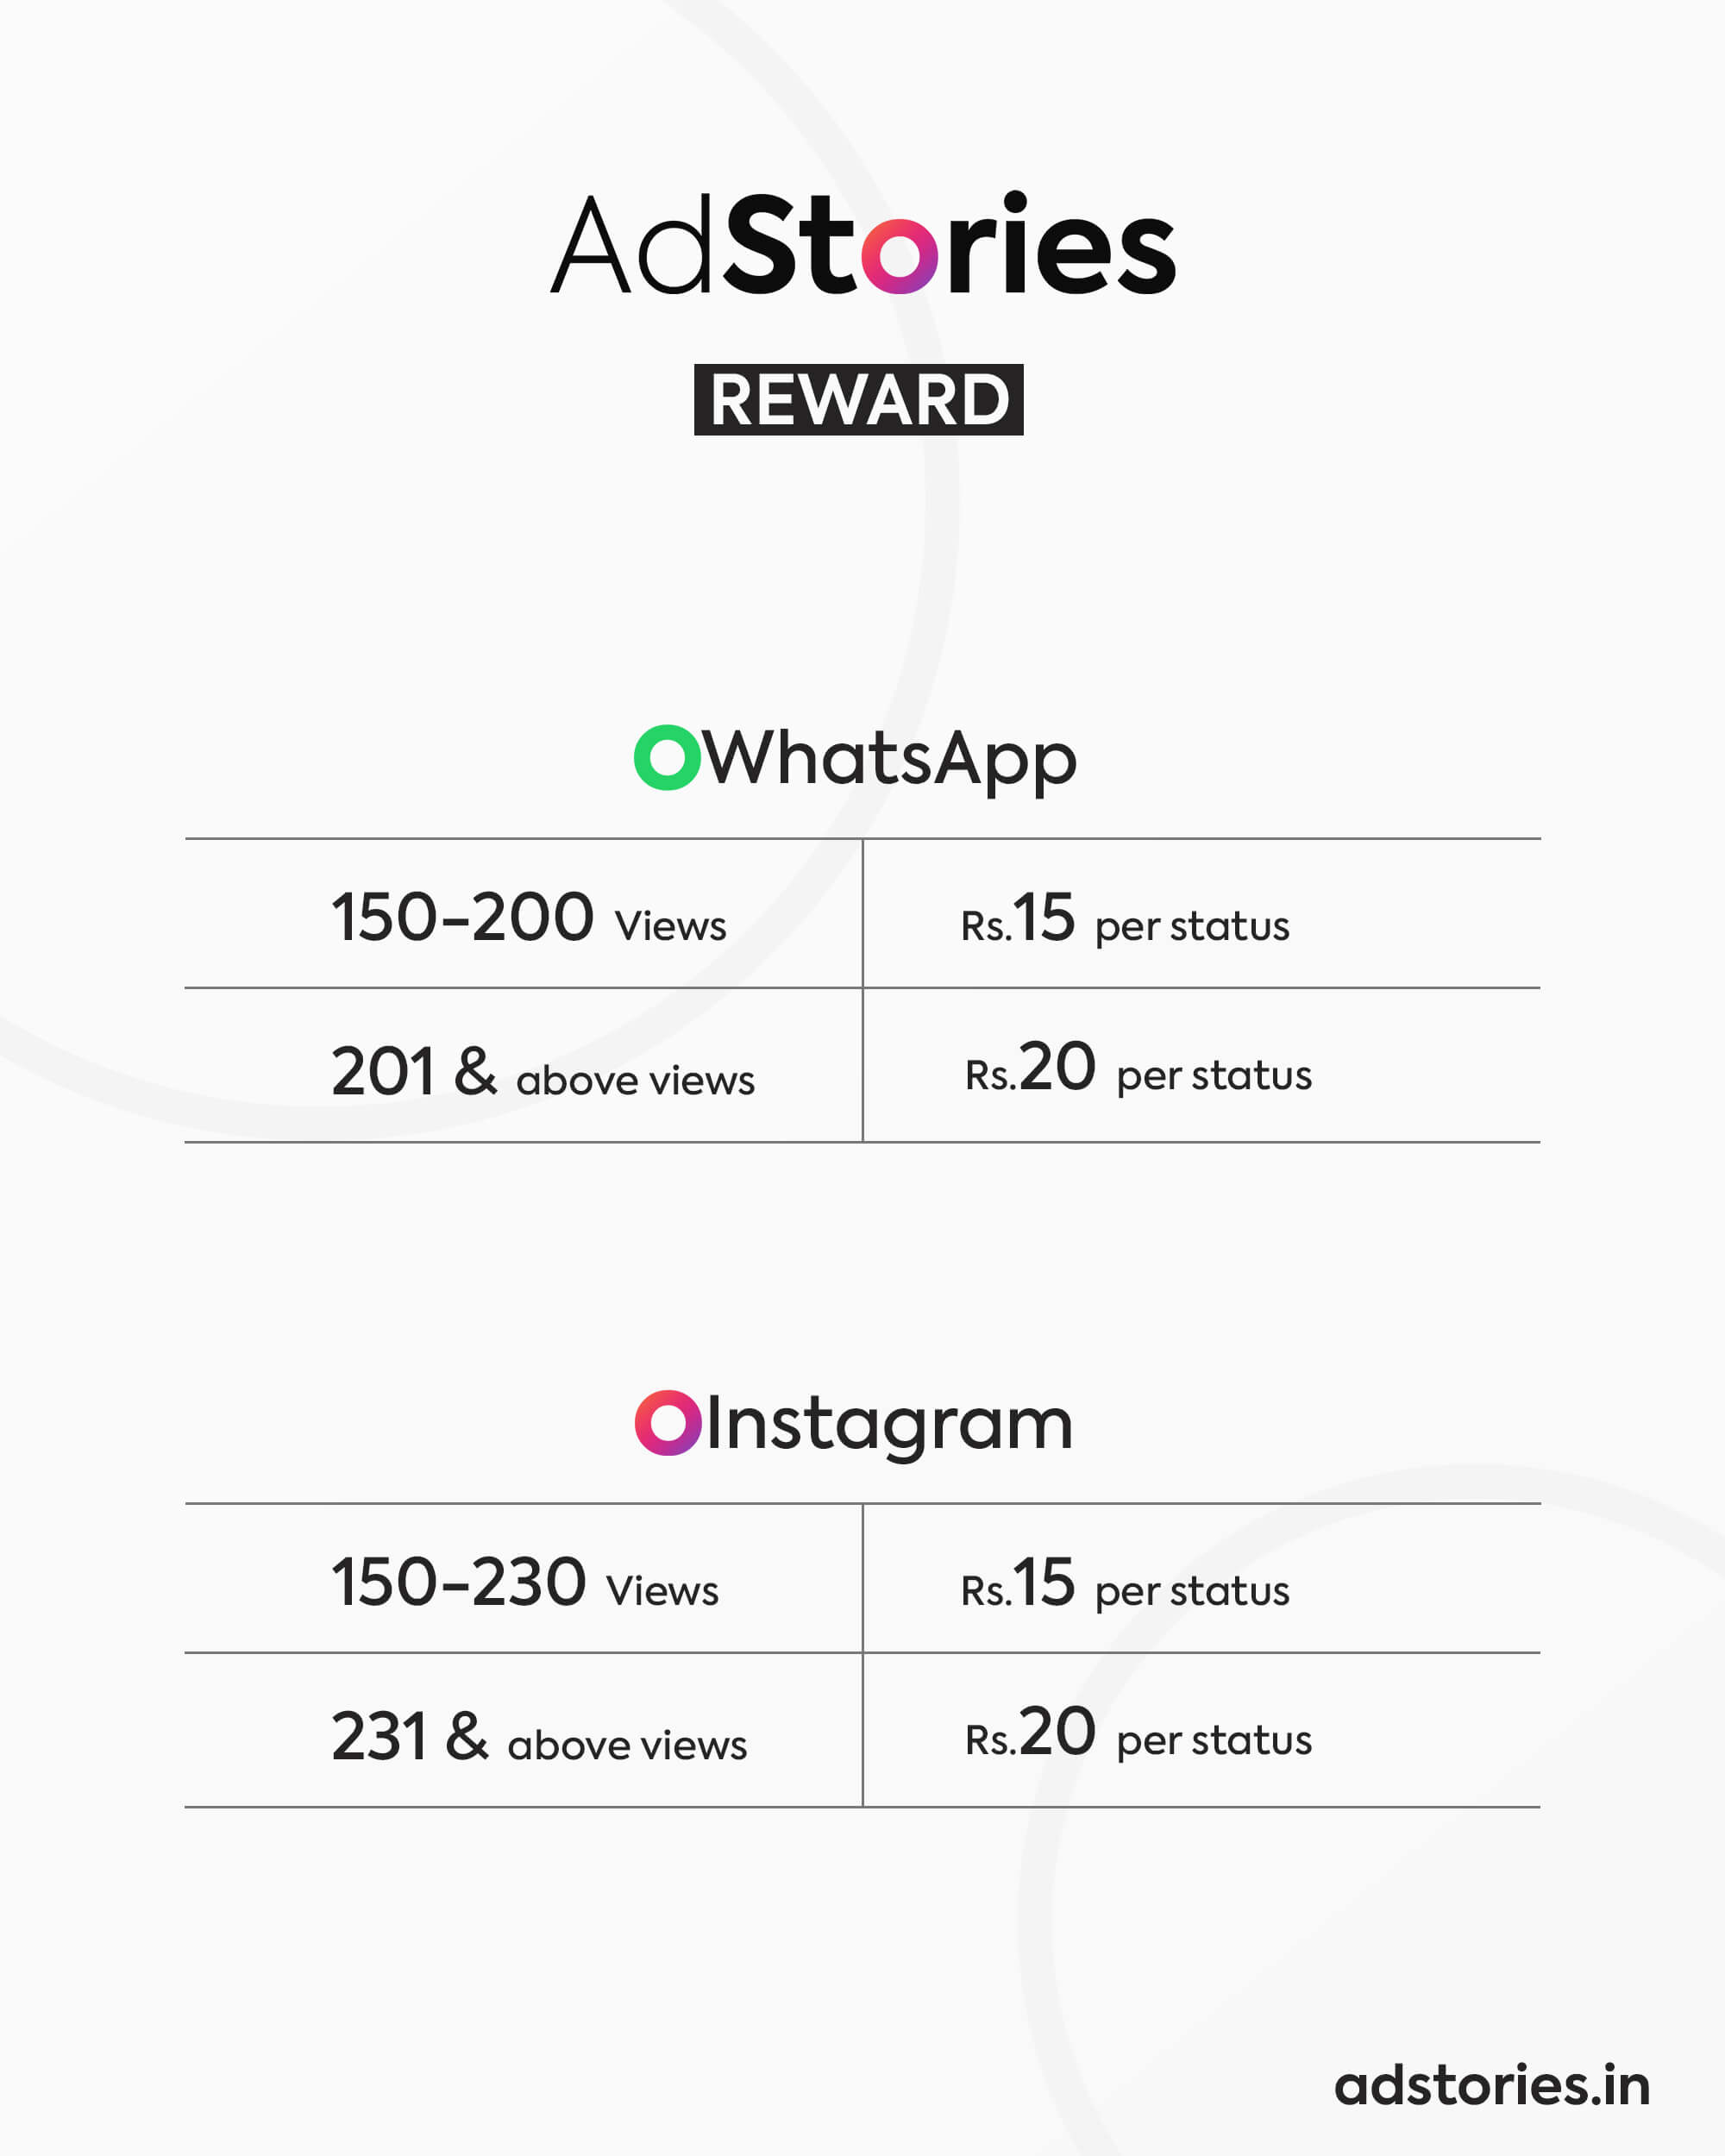 AdStories
REWARD
WhatsApp
150-200 Views Rs.15 per status
201 & above views Rs.20 per status
Instagram
150-230 Views Rs.15 per status
231 & above views Rs.20 per status
adstories.in